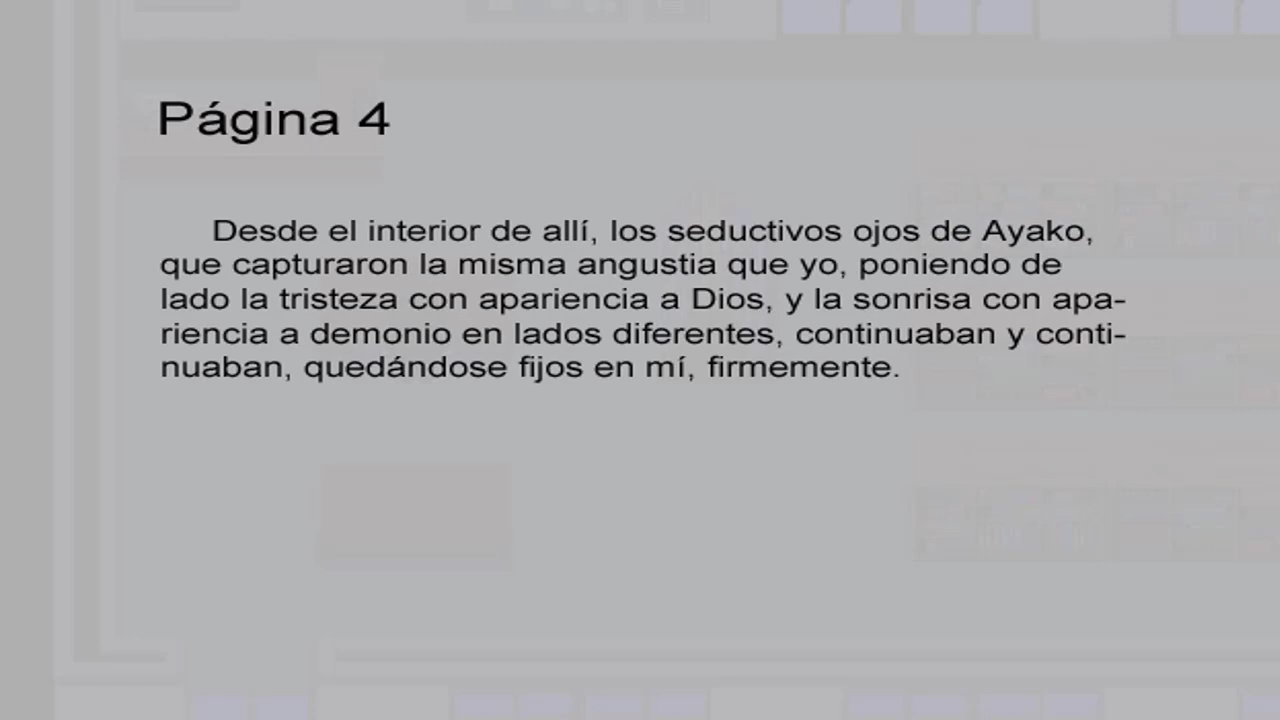 Página 4
Desde el interior de allí, los seductivos ojos de Ayako,
que capturaron la misma angustia que yo, poniendo de
lado la tristeza con apariencia a Dios, y la sonrisa con apa-
riencia a demonio en lados diferentes, continuaban y conti-
nuaban, quedándose fijos en mí, firmemente.